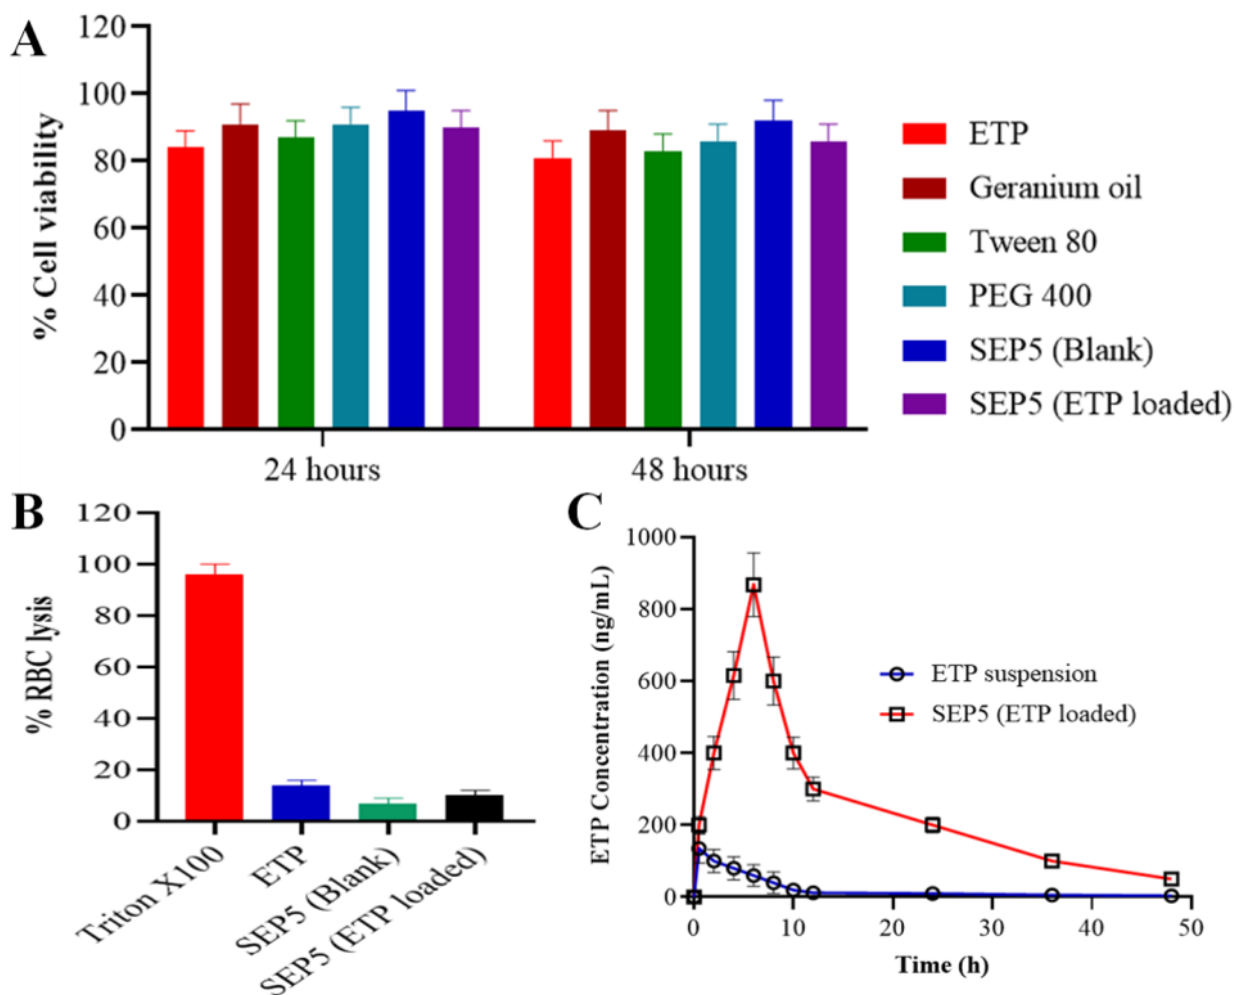 A
% Cell viability
120
100
80
60
40
20
0
24 hours
48 hours
ETP
Geranium oil
Tween 80
PEG 400
SEP5 (Blank)
SEP5 (ETP loaded)
B
% RBC lysis
120
100
80
60
40
20
0
Triton X100
ETP
SEP5 (Blank)
SEP5 (ETP loaded)
C
ETP Concentration (ng/mL)
1000
800
600
400
200
0
0
10
20
30
40
50
Time (h)
ETP suspension
SEP5 (ETP loaded)